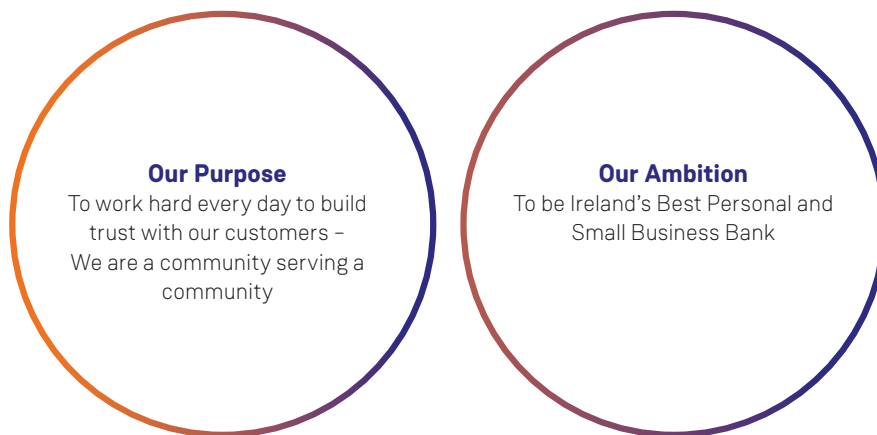 Our Purpose
To work hard every day to build
trust with our customers –
We are a community serving a
community
Our Ambition
To be Ireland’s Best Personal and
Small Business Bank